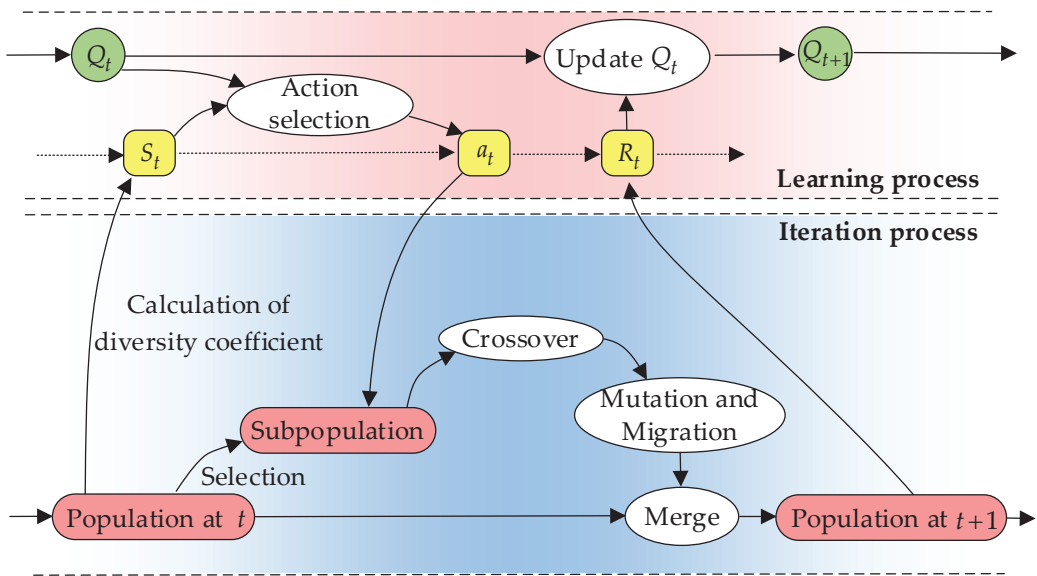 Q_t
Update Q_t
Q_{t+1}
Action
selection
S_t
a_t
R_t
Learning process
Iteration process
Calculation of
diversity coefficient
Crossover
Mutation and
Migration
Subpopulation
Selection
Population at t
Merge
Population at t+1